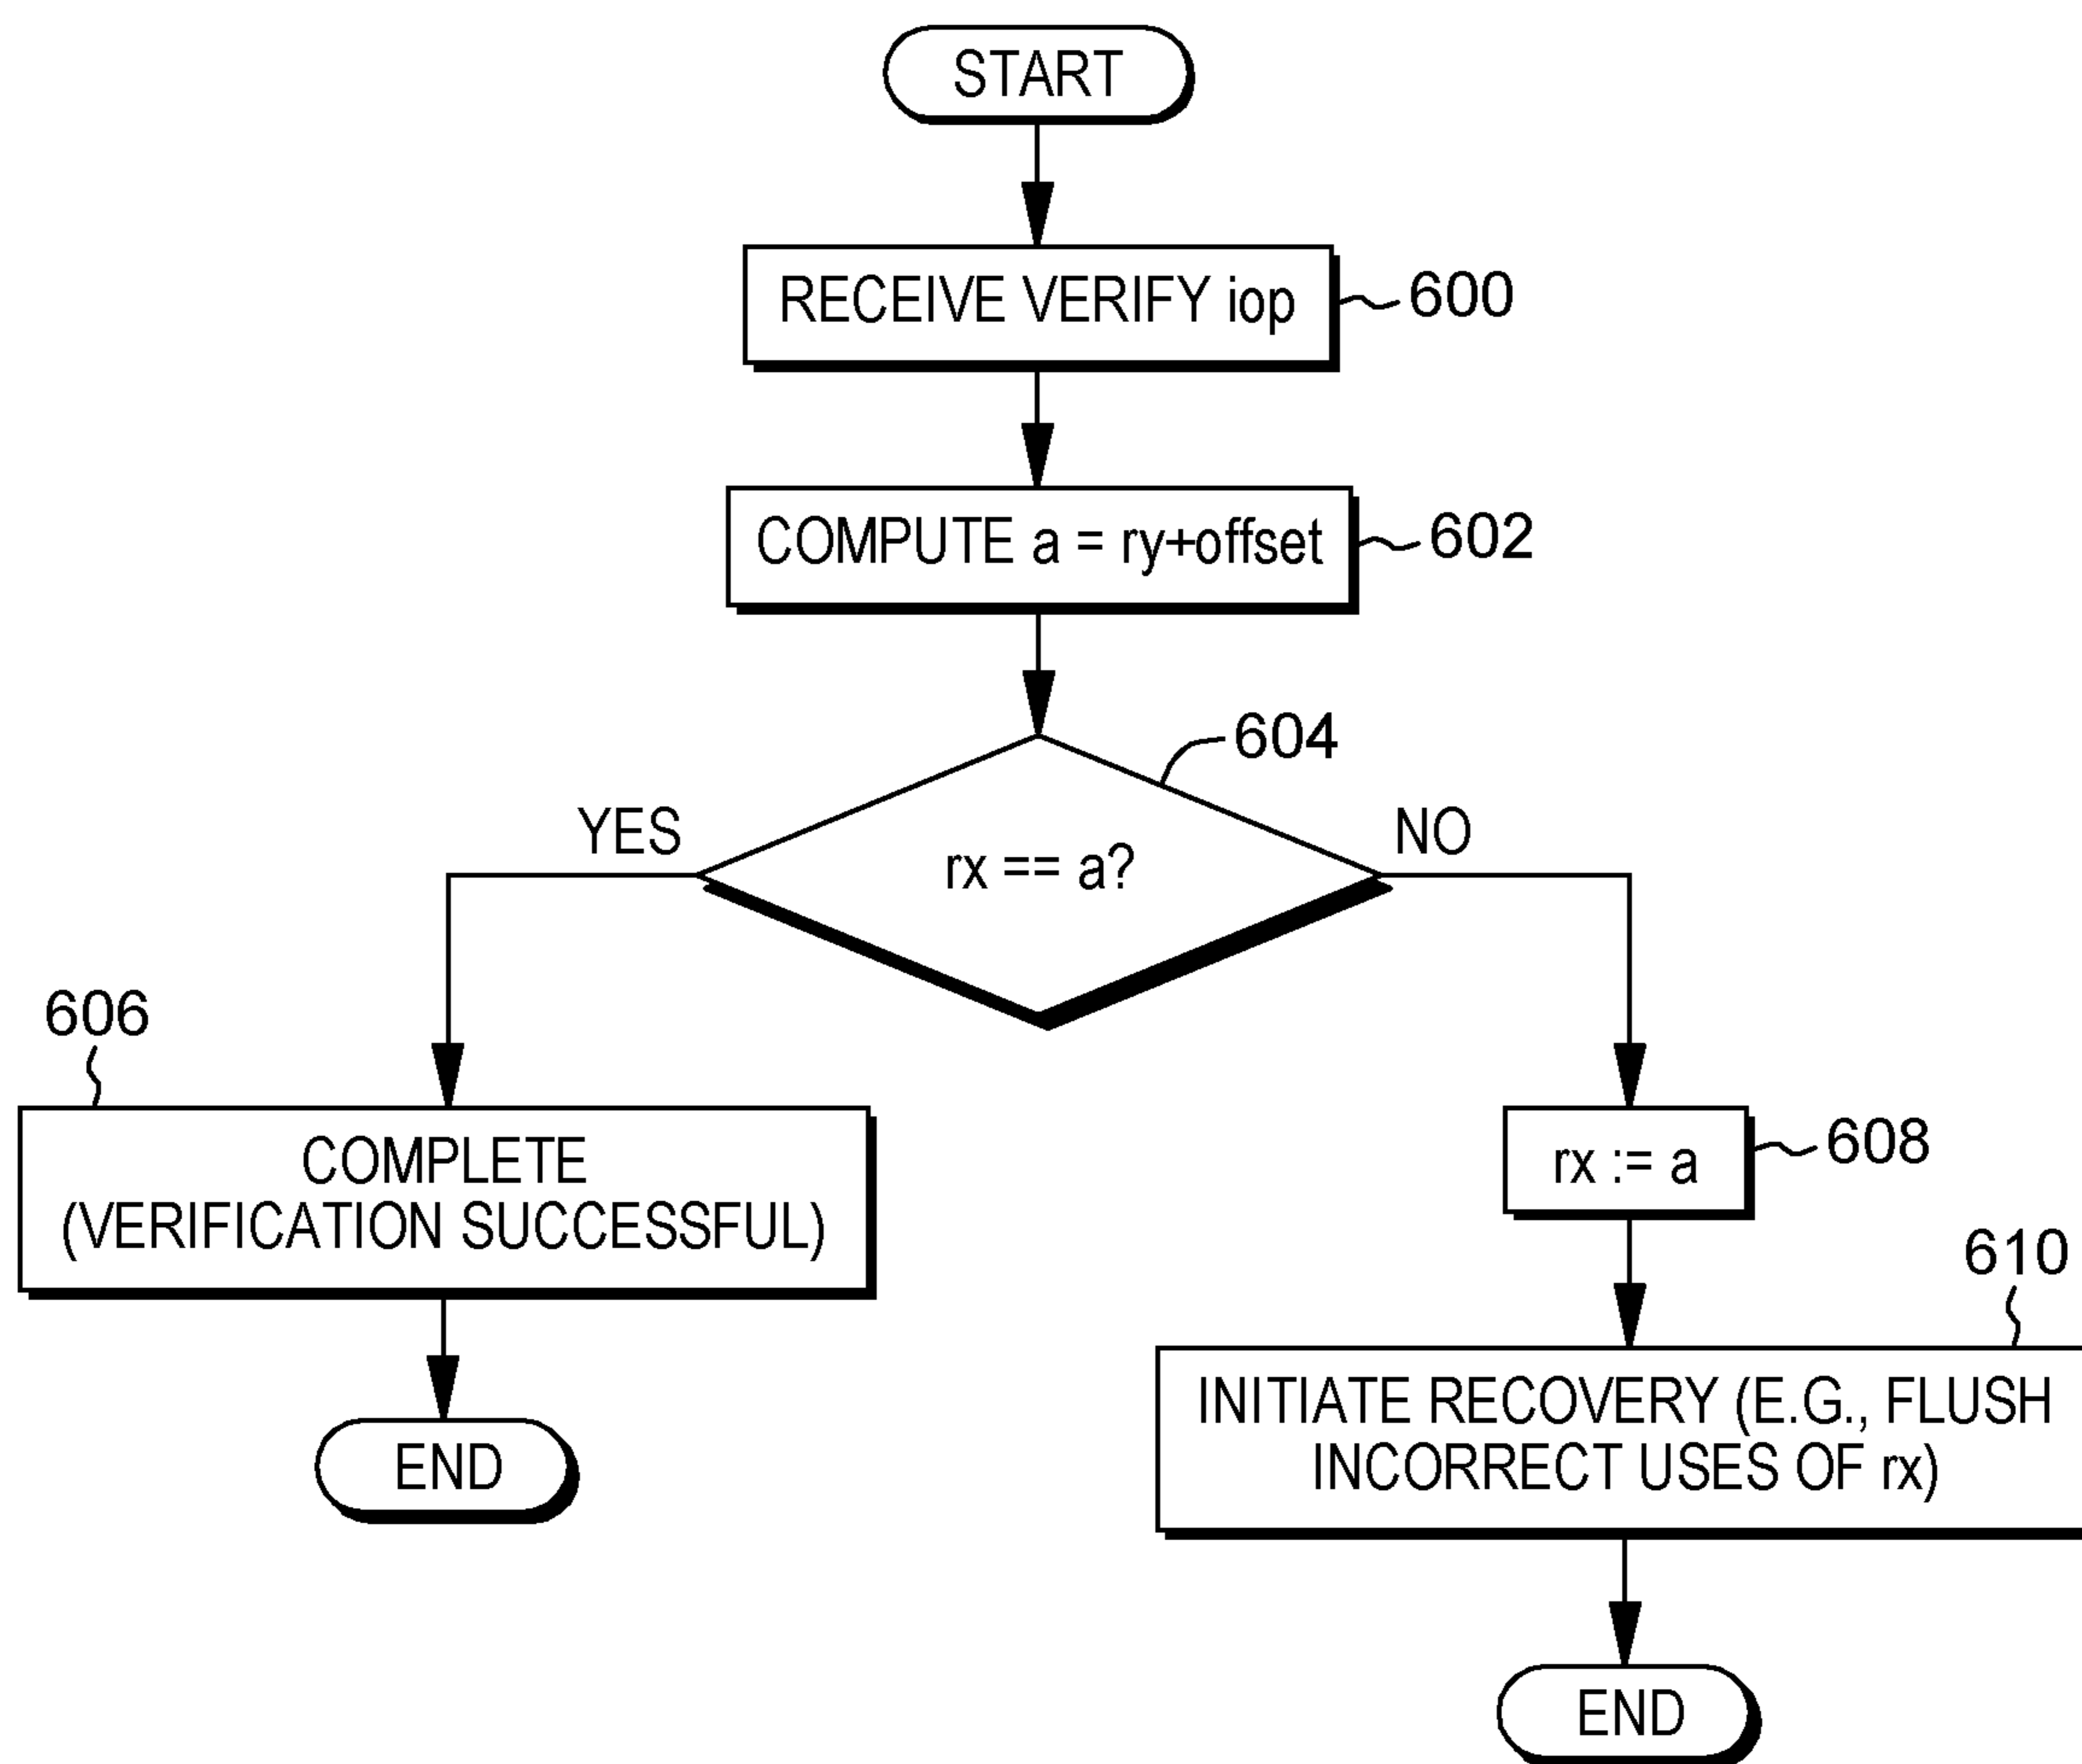 START
RECEIVE VERIFY iop
600
COMPUTE a = ry+offset
602
604
YES
rx == a?
NO
606
COMPLETE
(VERIFICATION SUCCESSFUL)
END
rx := a
608
610
INITIATE RECOVERY (E.G., FLUSH
INCORRECT USES OF rx)
END